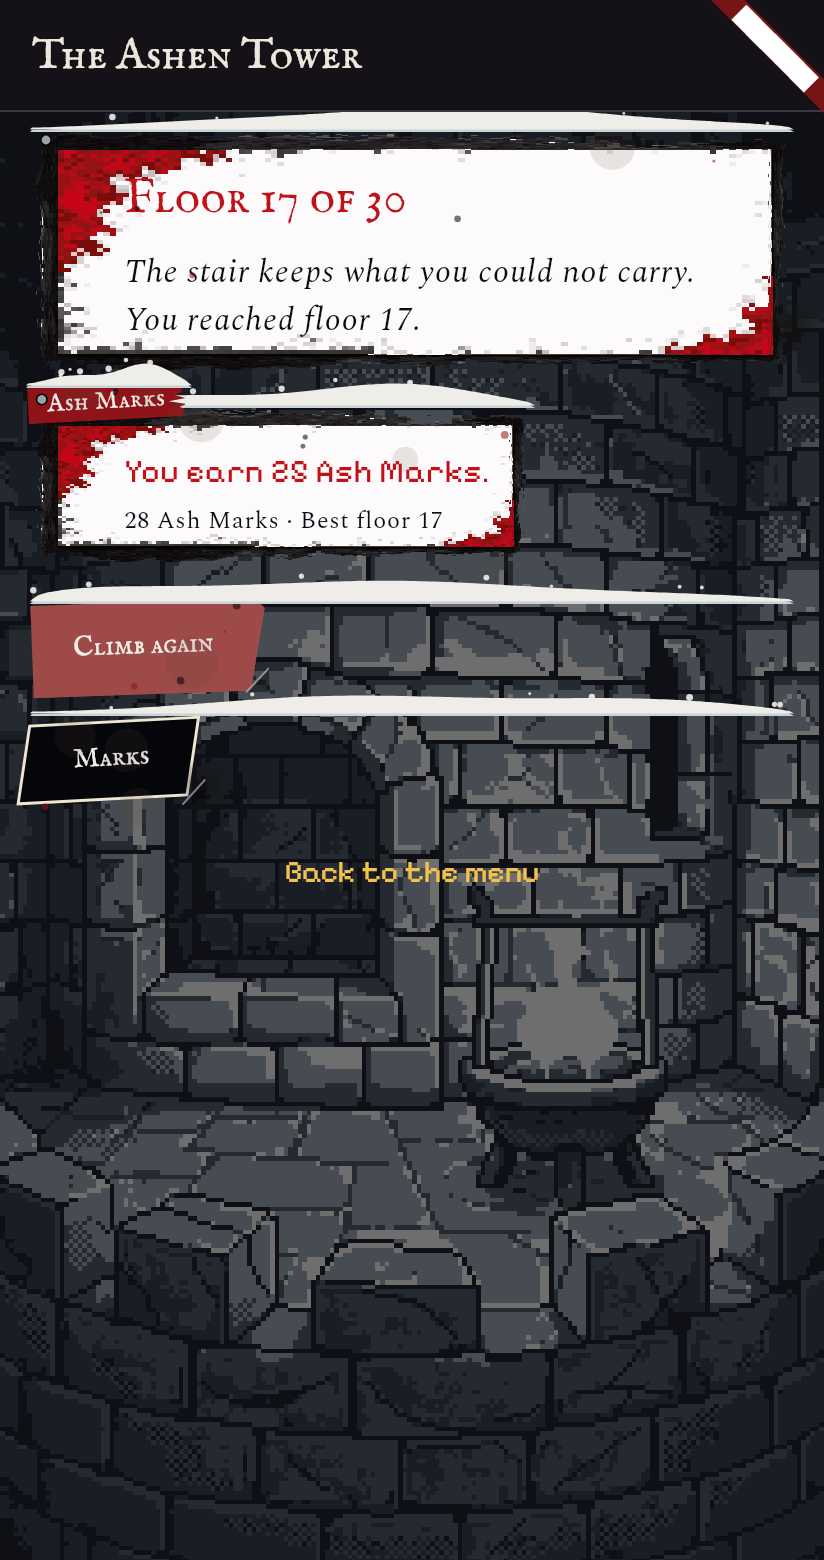 The Ashen Tower
Floor 17 of 30
The stair keeps what you could not carry.
You reached floor 17.
Ash Marks
You earn 28 Ash Marks.
28 Ash Marks · Best floor 17
Climb again
Marks
Back to the menu